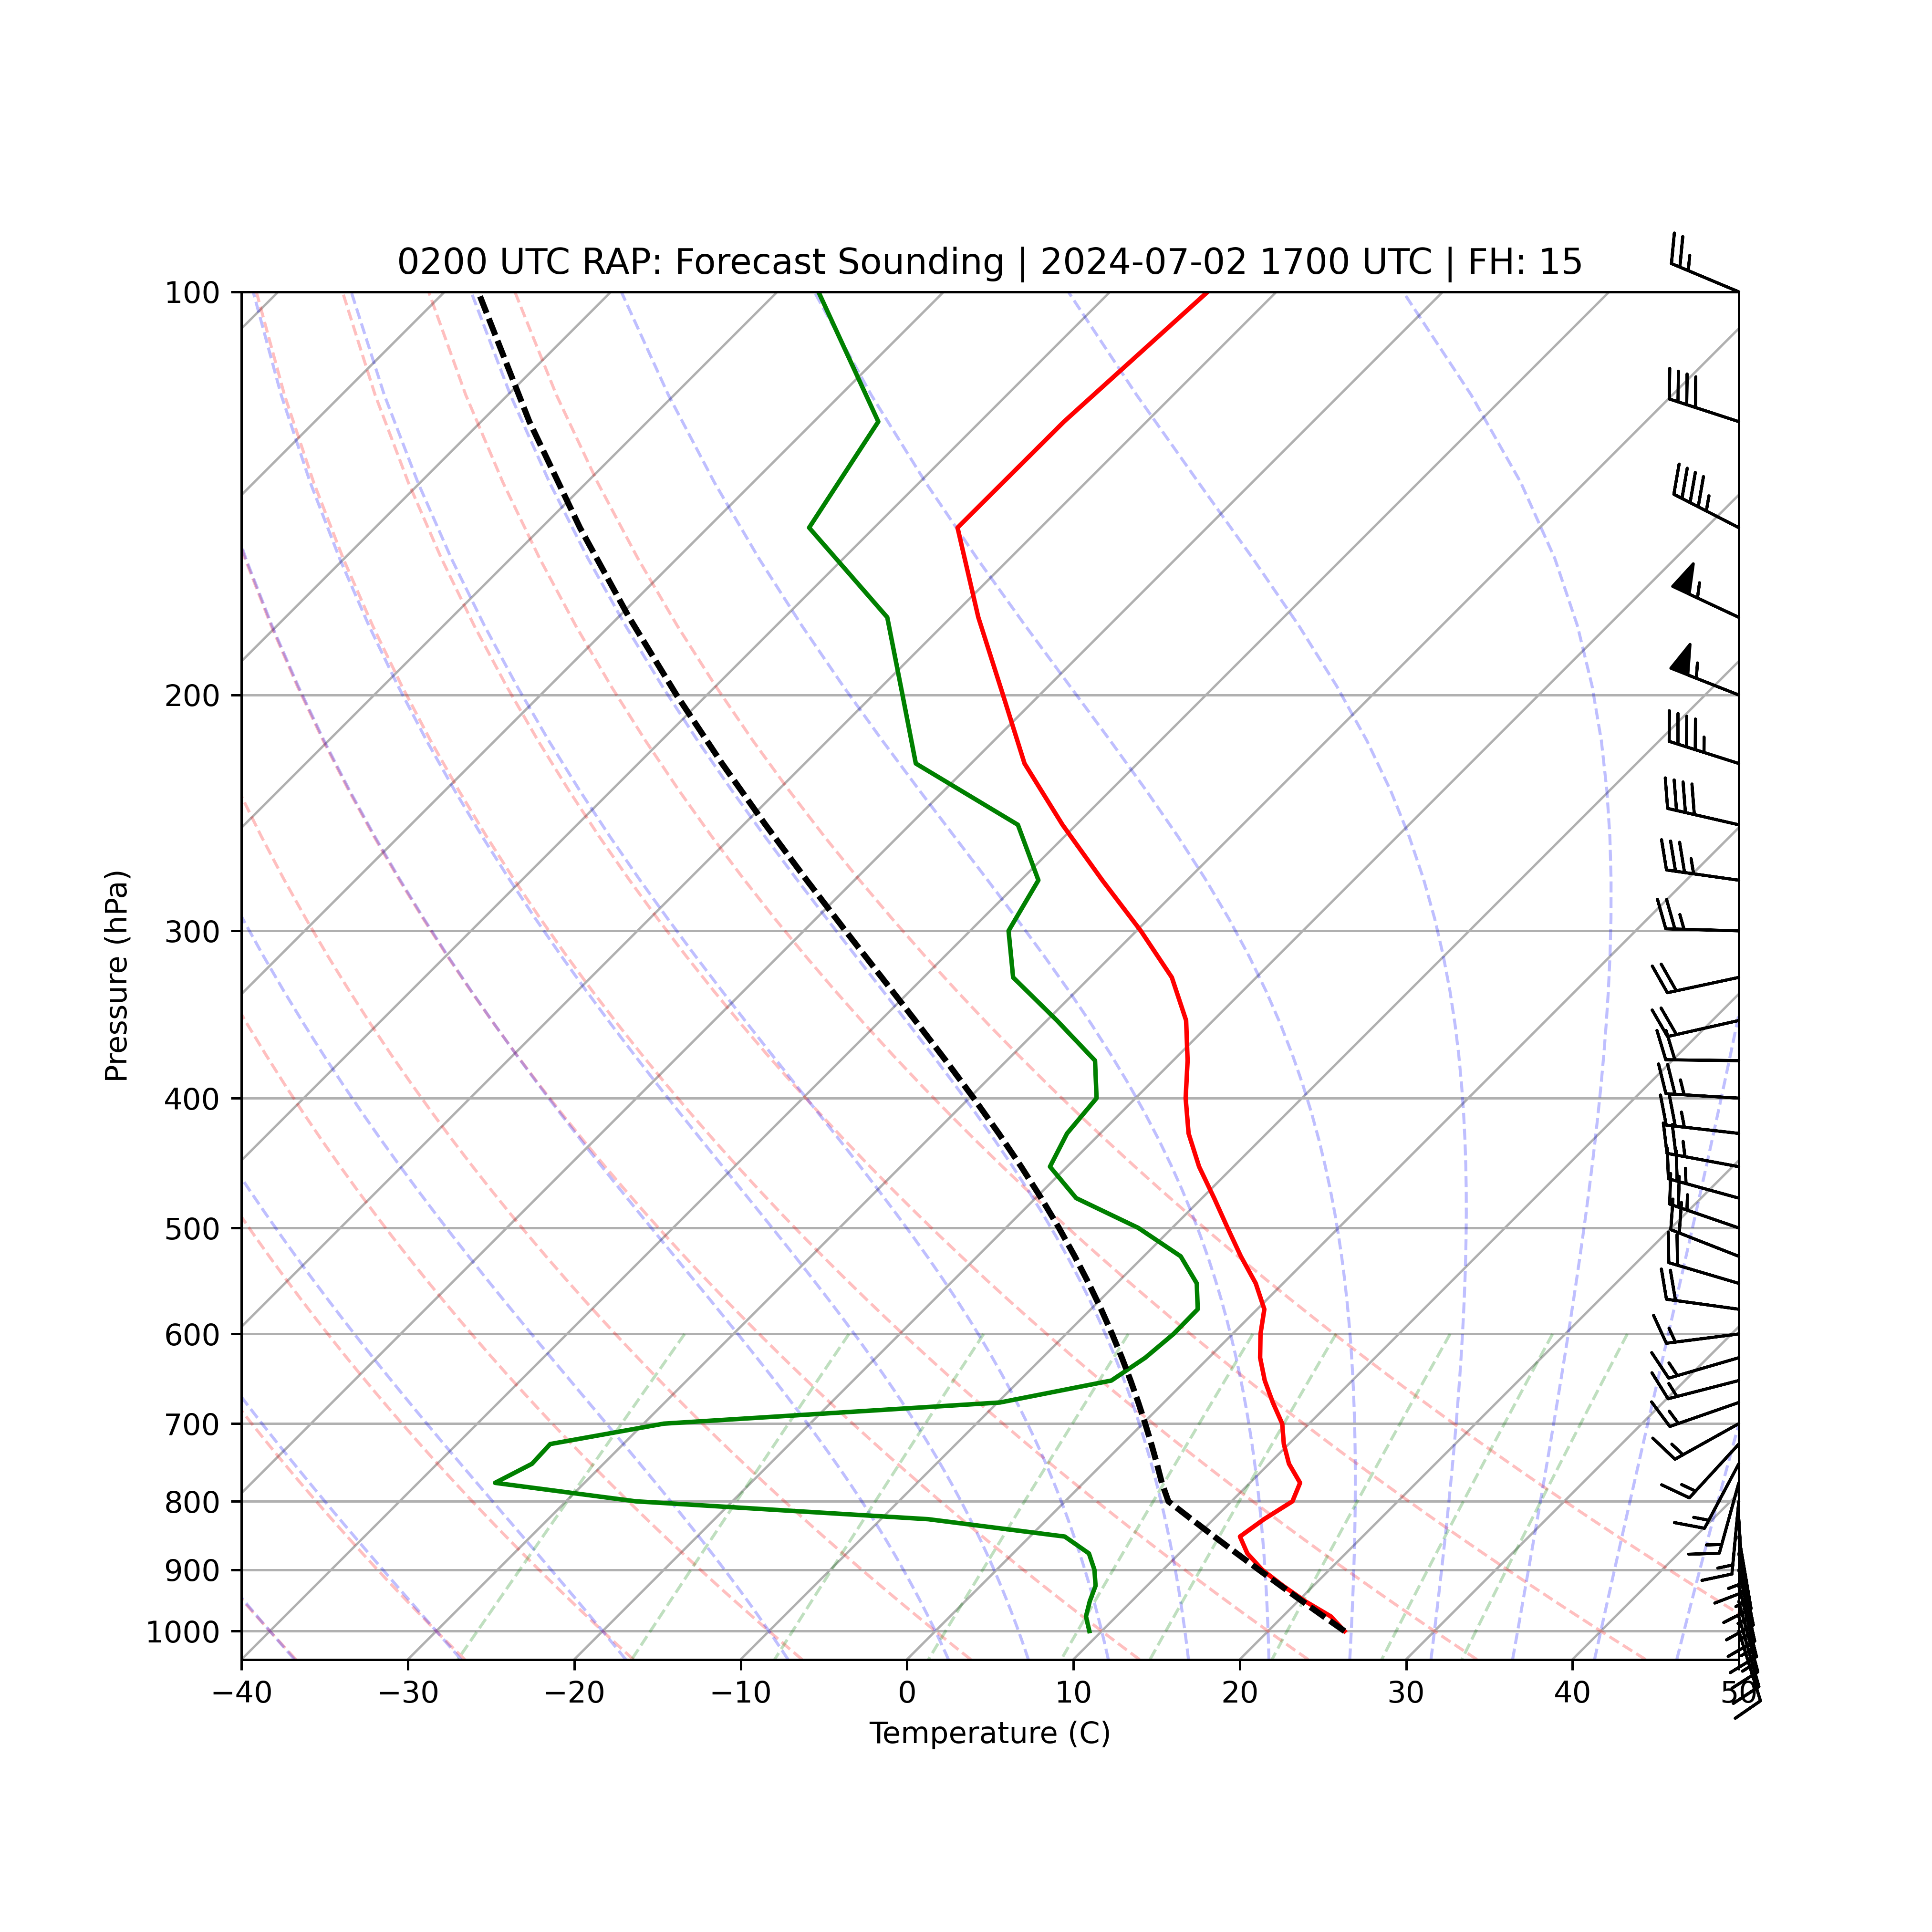 0200 UTC RAP: Forecast Sounding | 2024-07-02 1700 UTC | FH: 15
100
200
300
400
500
600
700
800
900
1000
Pressure (hPa)
−40 −30 −20 −10 0 10 20 30 40 50
Temperature (C)